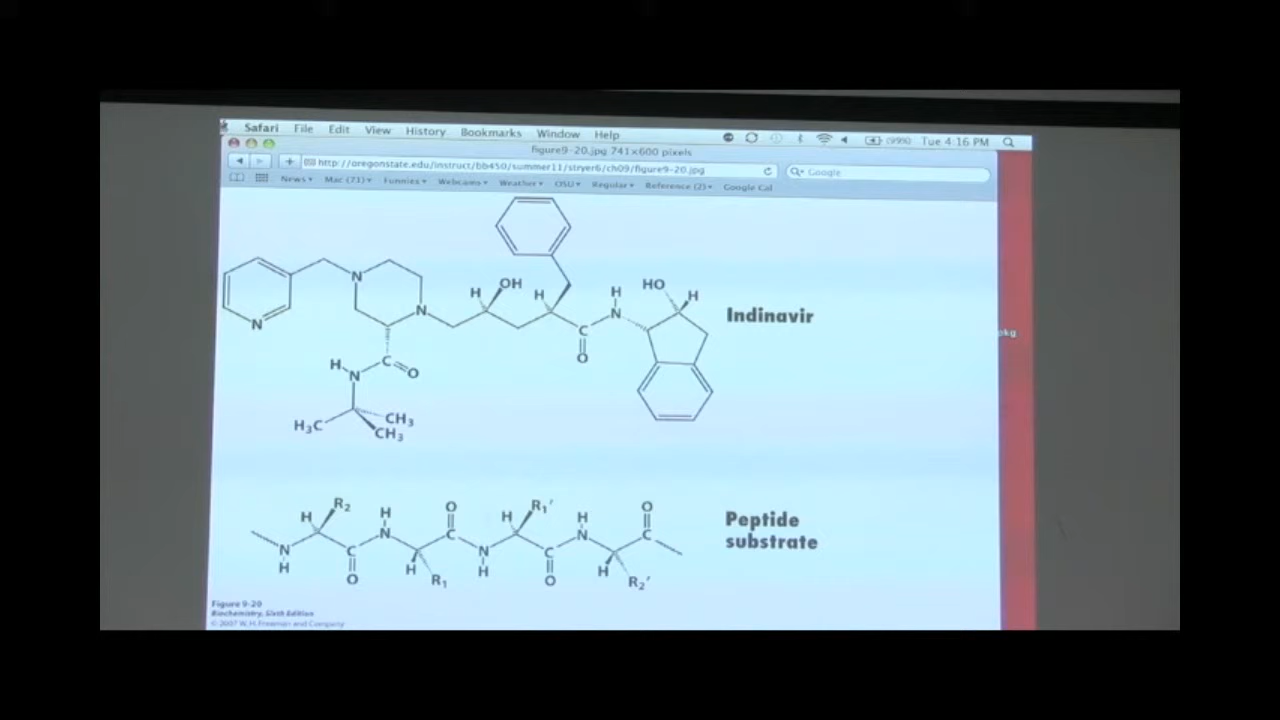 Safari File Edit View History Bookmarks Window Help (99%) Tue 4:16 PM
figure9-20.jpg 741×600 pixels
http://oregonstate.edu/instruct/bb450/summer11/stryer6/ch09/figure9-20.jpg Google
News Mac (71) Funnies Webcams Weather OSU Regular Reference (2) Google Cal
OH
HO
H
H
H
H
N
N
N
Indinavir
N
C
O
pkg
H
N
C
O
H₃C
CH₃
CH₃
R₂
H
H
N
O
C
R₁'
H
H
N
O
C
Peptide
substrate
N
H
C
O
H
R₁
N
H
C
O
H
R₂'
Figure 9-20
Biochemistry, Sixth Edition
© 2007 W.H. Freeman and Company